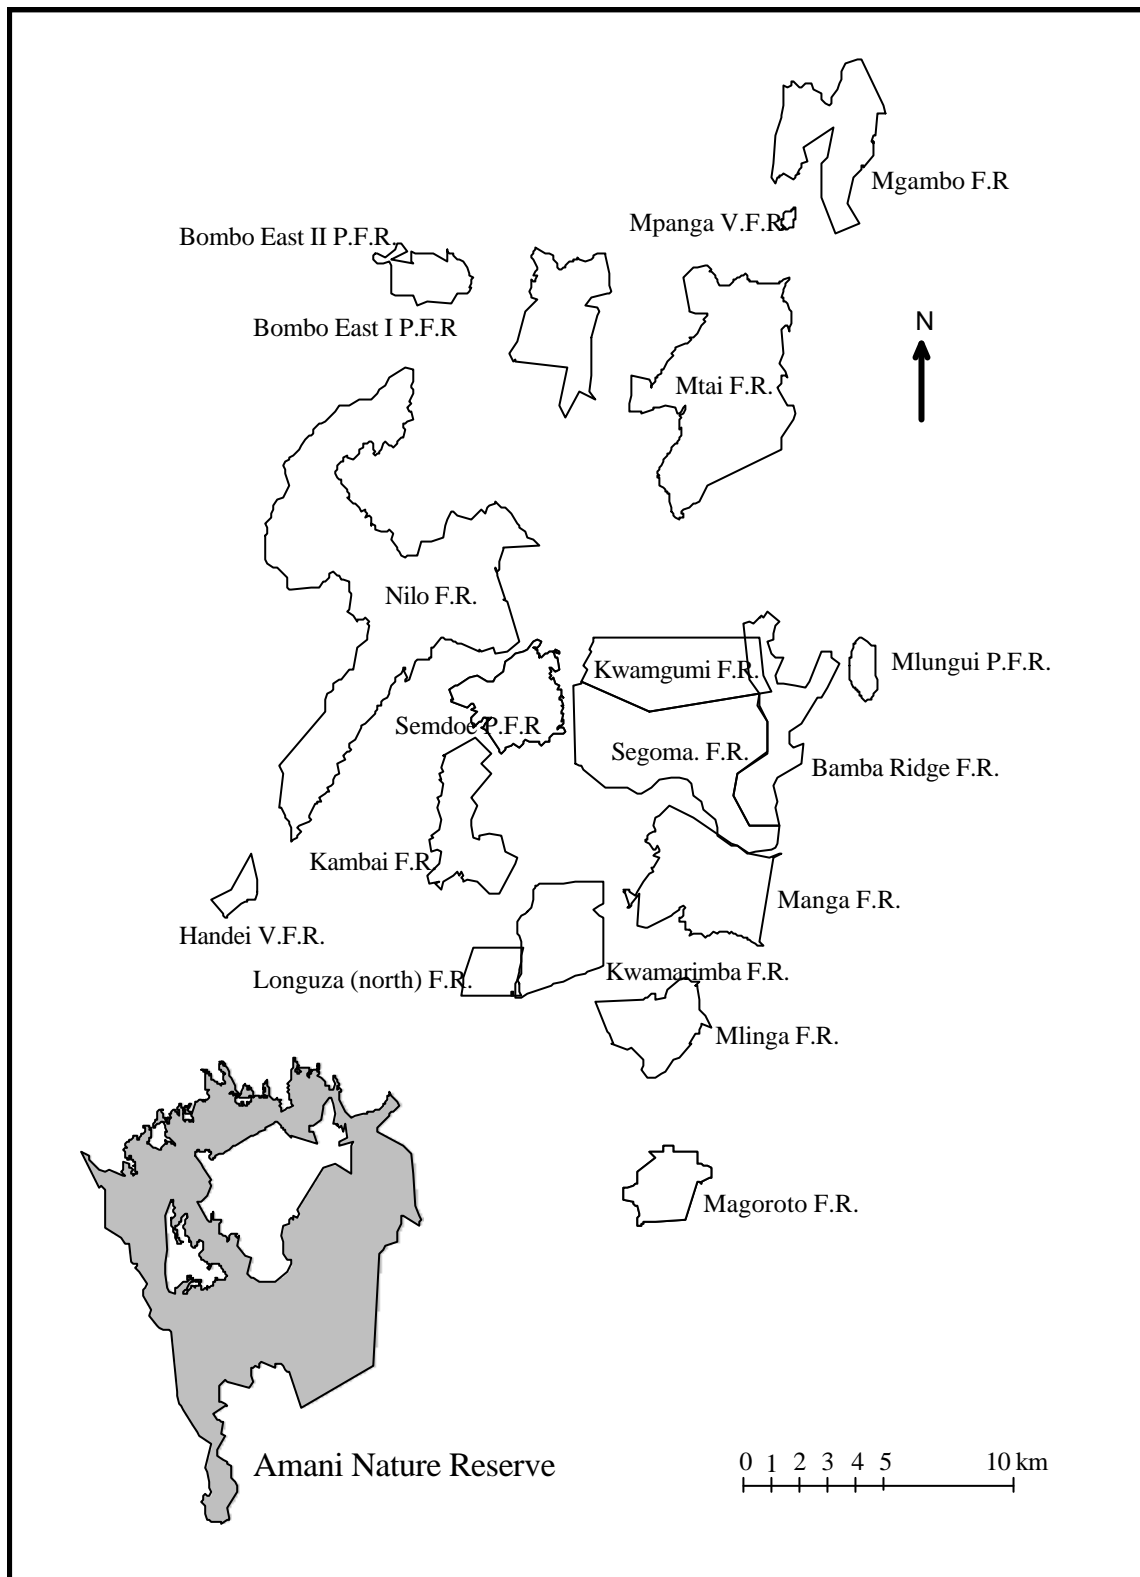 Mgambo F.R
Mpanga V.F.R
Bombo East II P.F.R.
Bombo East I P.F.R
N
Mtai F.R.
Nilo F.R.
Kwamgumi F.R.
Mlungui P.F.R.
Semdoe P.F.R
Segoma. F.R.
Bamba Ridge F.R.
Kambai F.R
Manga F.R.
Handei V.F.R.
Longuza (north) F.R.
Kwamarimba F.R.
Mlinga F.R.
Magoroto F.R.
Amani Nature Reserve
0 1 2 3 4 5 10 km